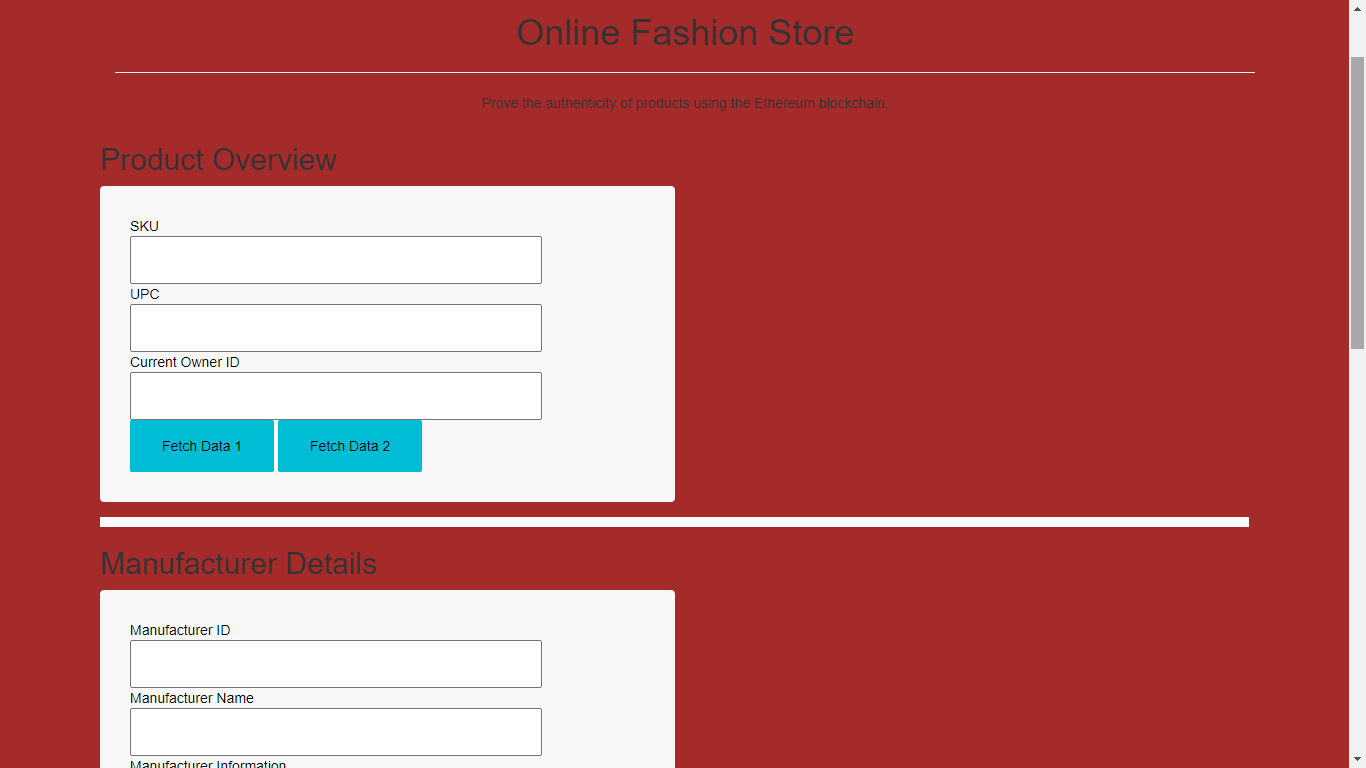 Online Fashion Store
Prove the authenticity of products using the Ethereum blockchain.
Product Overview
SKU
UPC
Current Owner ID
Fetch Data 1 Fetch Data 2
Manufacturer Details
Manufacturer ID
Manufacturer Name
Manufacturer Information